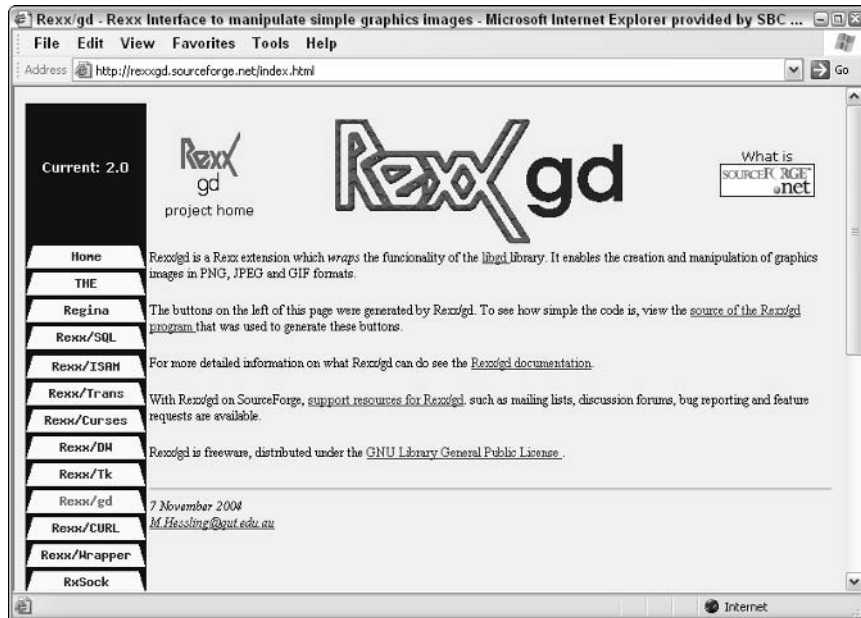 Rexx/gd - Rexx Interface to manipulate simple graphics images - Microsoft Internet Explorer provided by SBC ...
File Edit View Favorites Tools Help
Address http://rexxgd.sourceforge.net/index.html Go
Current: 2.0
Rexx
gd
project home
Rexx gd
What is
SOURCEFORGE
.net
Home
THE
Regina
Rexx/SQL
Rexx/ISAM
Rexx/Trans
Rexx/Curses
Rexx/DW
Rexx/Tk
Rexx/gd
Rexx/CURL
Rexx/Wrapper
RxSock
Rexx/gd is a Rexx extension which wraps the funcionality of the libgd library. It enables the creation and manipulation of graphics
images in PNG, JPEG and GIF formats.
The buttons on the left of this page were generated by Rexx/gd. To see how simple the code is, view the source of the Rexx/gd
program that was used to generate these buttons.
For more detailed information on what Rexx/gd can do see the Rexx/gd documentation.
With Rexx/gd on SourceForge, support resources for Rexx/gd. such as mailing lists, discussion forums, bug reporting and feature
requests are available.
Rexx/gd is freeware, distributed under the GNU Library General Public License .
7 November 2004
M.Hessling@qut.edu.au
Internet